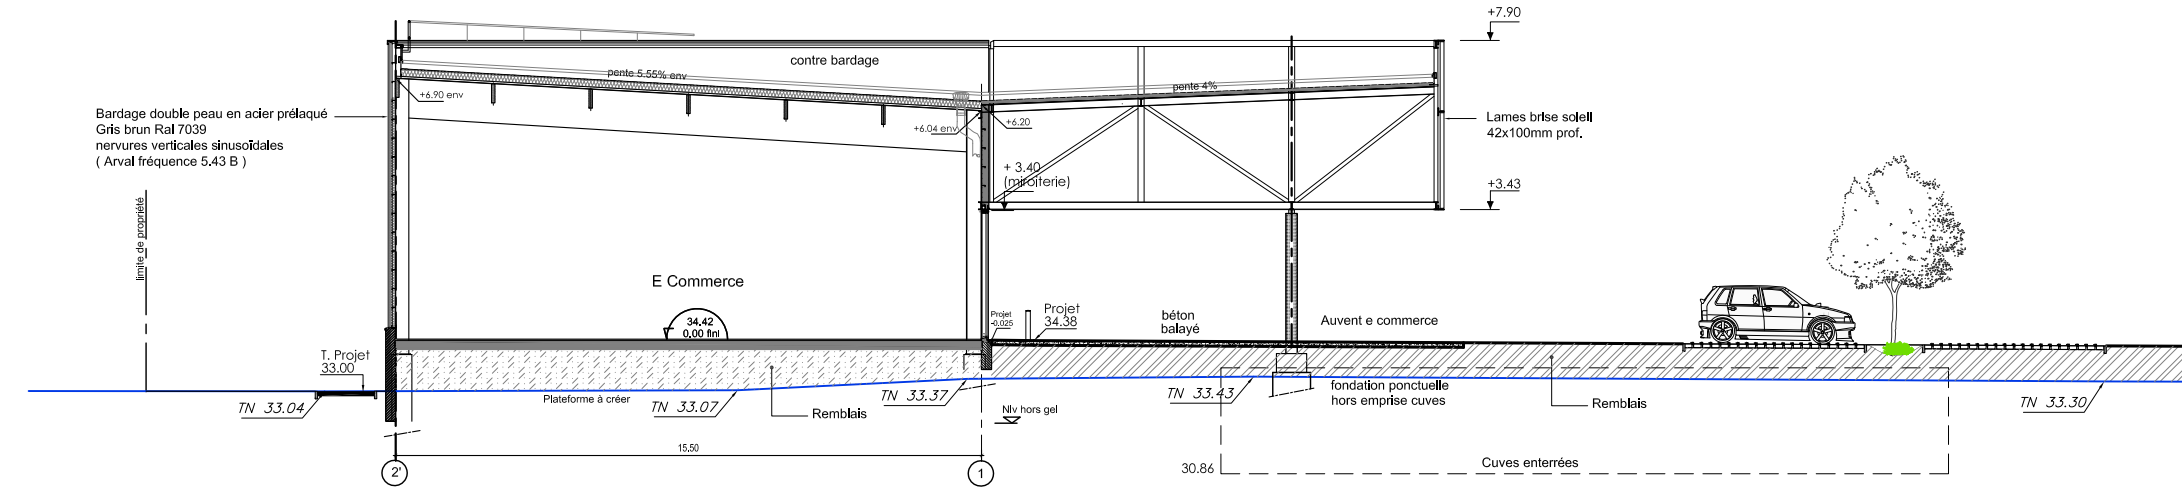 +7.90
contre bardage
pente 5.55% env
pente 4%
+6.90 env
Bardage double peau en acier prélaqué
Gris brun Ral 7039
nervures verticales sinusoïdales
( Arval fréquence 5.43 B )
+6.04 env
+6.20
Lames brise soleil
42x100mm prof.
+ 3.40
(miroiterie)
+3.43
limite de propriété
E Commerce
34.42
0,00 fini
Projet
-0.025
Projet
34.38
béton
balayé
Auvent e commerce
T. Projet
33.00
TN 33.04
Plateforme à créer
TN 33.07
Remblais
TN 33.37
Niv hors gel
TN 33.43
fondation ponctuelle
hors emprise cuves
Remblais
TN 33.30
15.50
2'
1
30.86
Cuves enterrées